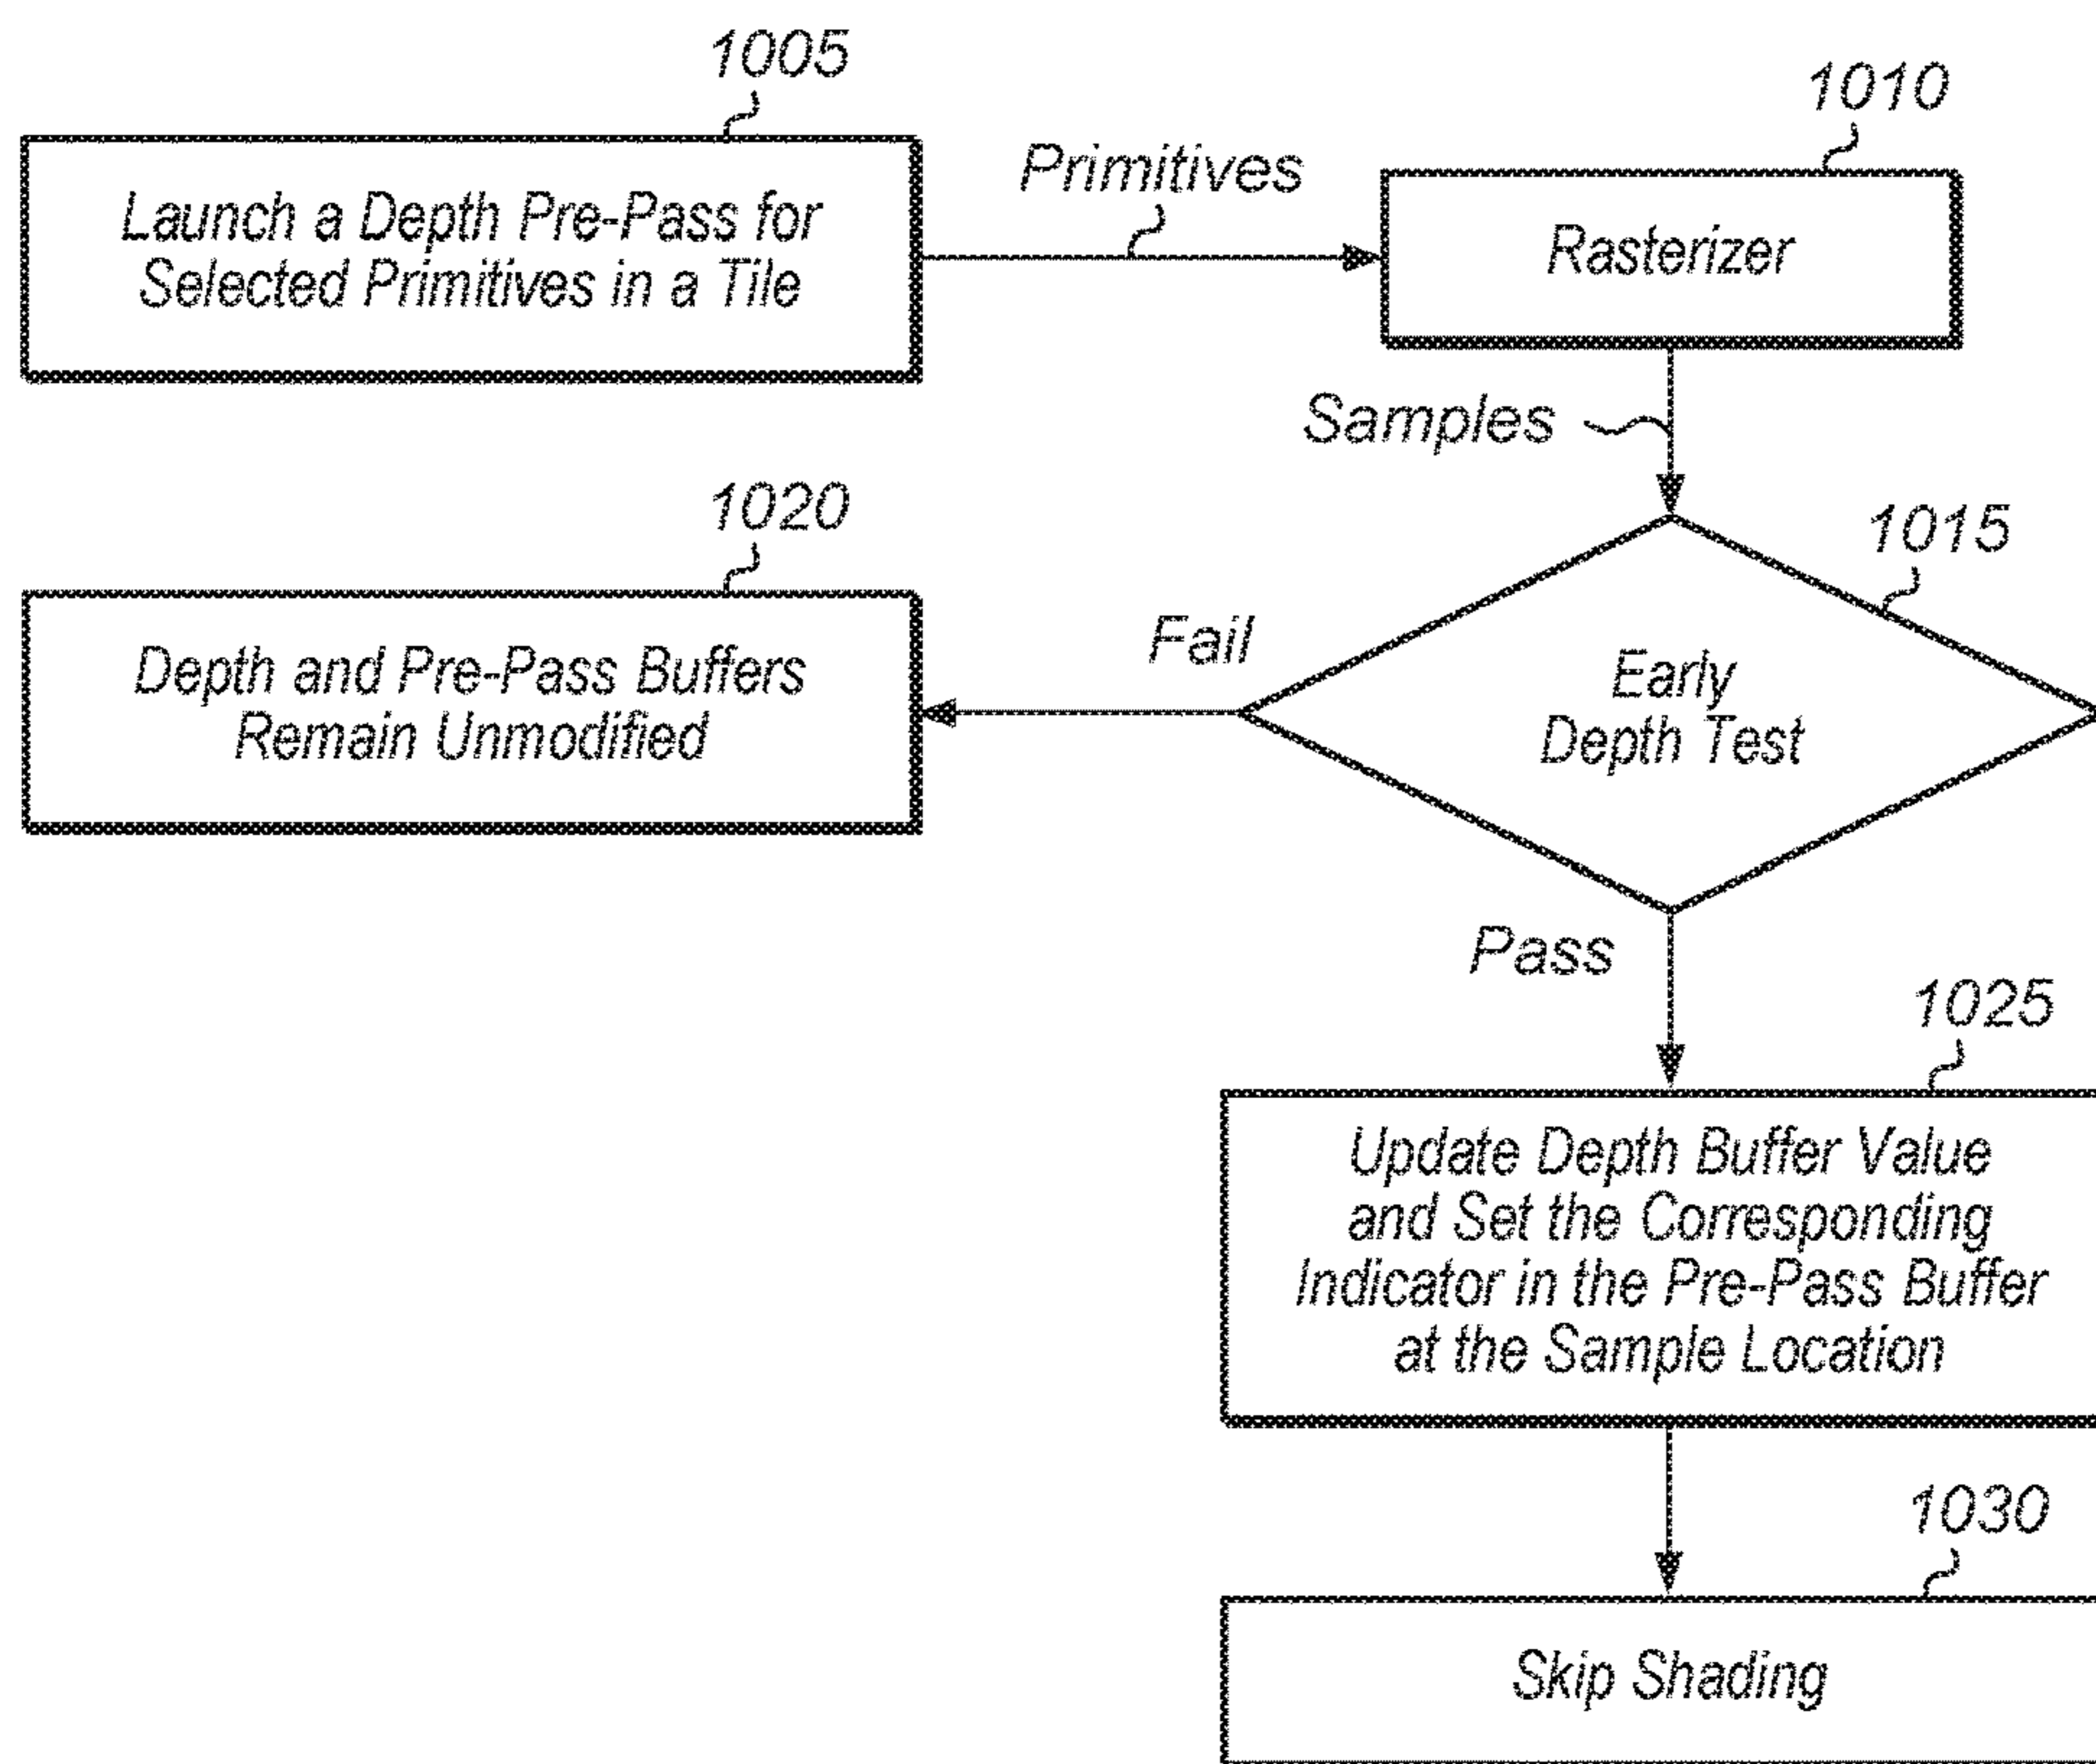 1005
Launch a Depth Pre-Pass for
Selected Primitives in a Tile
Primitives
1010
Rasterizer
Samples
1015
Early
Depth Test
Fail
1020
Depth and Pre-Pass Buffers
Remain Unmodified
Pass
1025
Update Depth Buffer Value
and Set the Corresponding
Indicator in the Pre-Pass Buffer
at the Sample Location
1030
Skip Shading